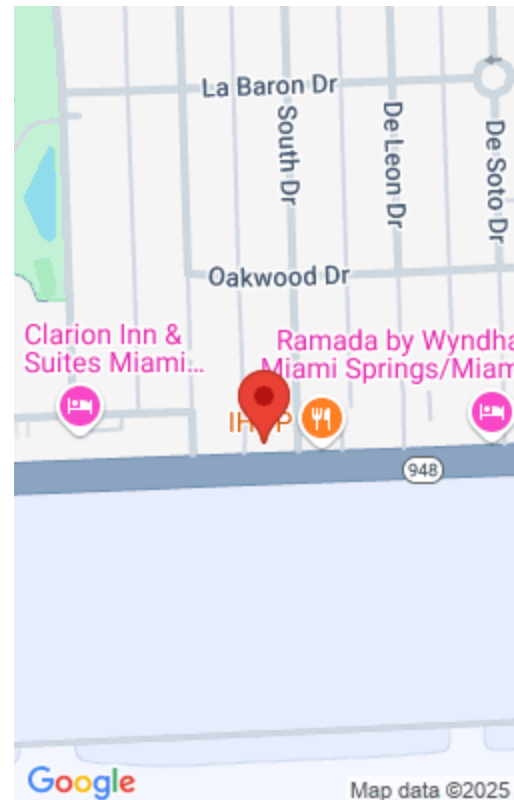 La Baron Dr
South Dr
De Leon Dr
De Soto Dr
Oakwood Dr
Clarion Inn &
Suites Miami...
Ramada by Wyndha
Miami Springs/Miam
948
Google
Map data ©2025